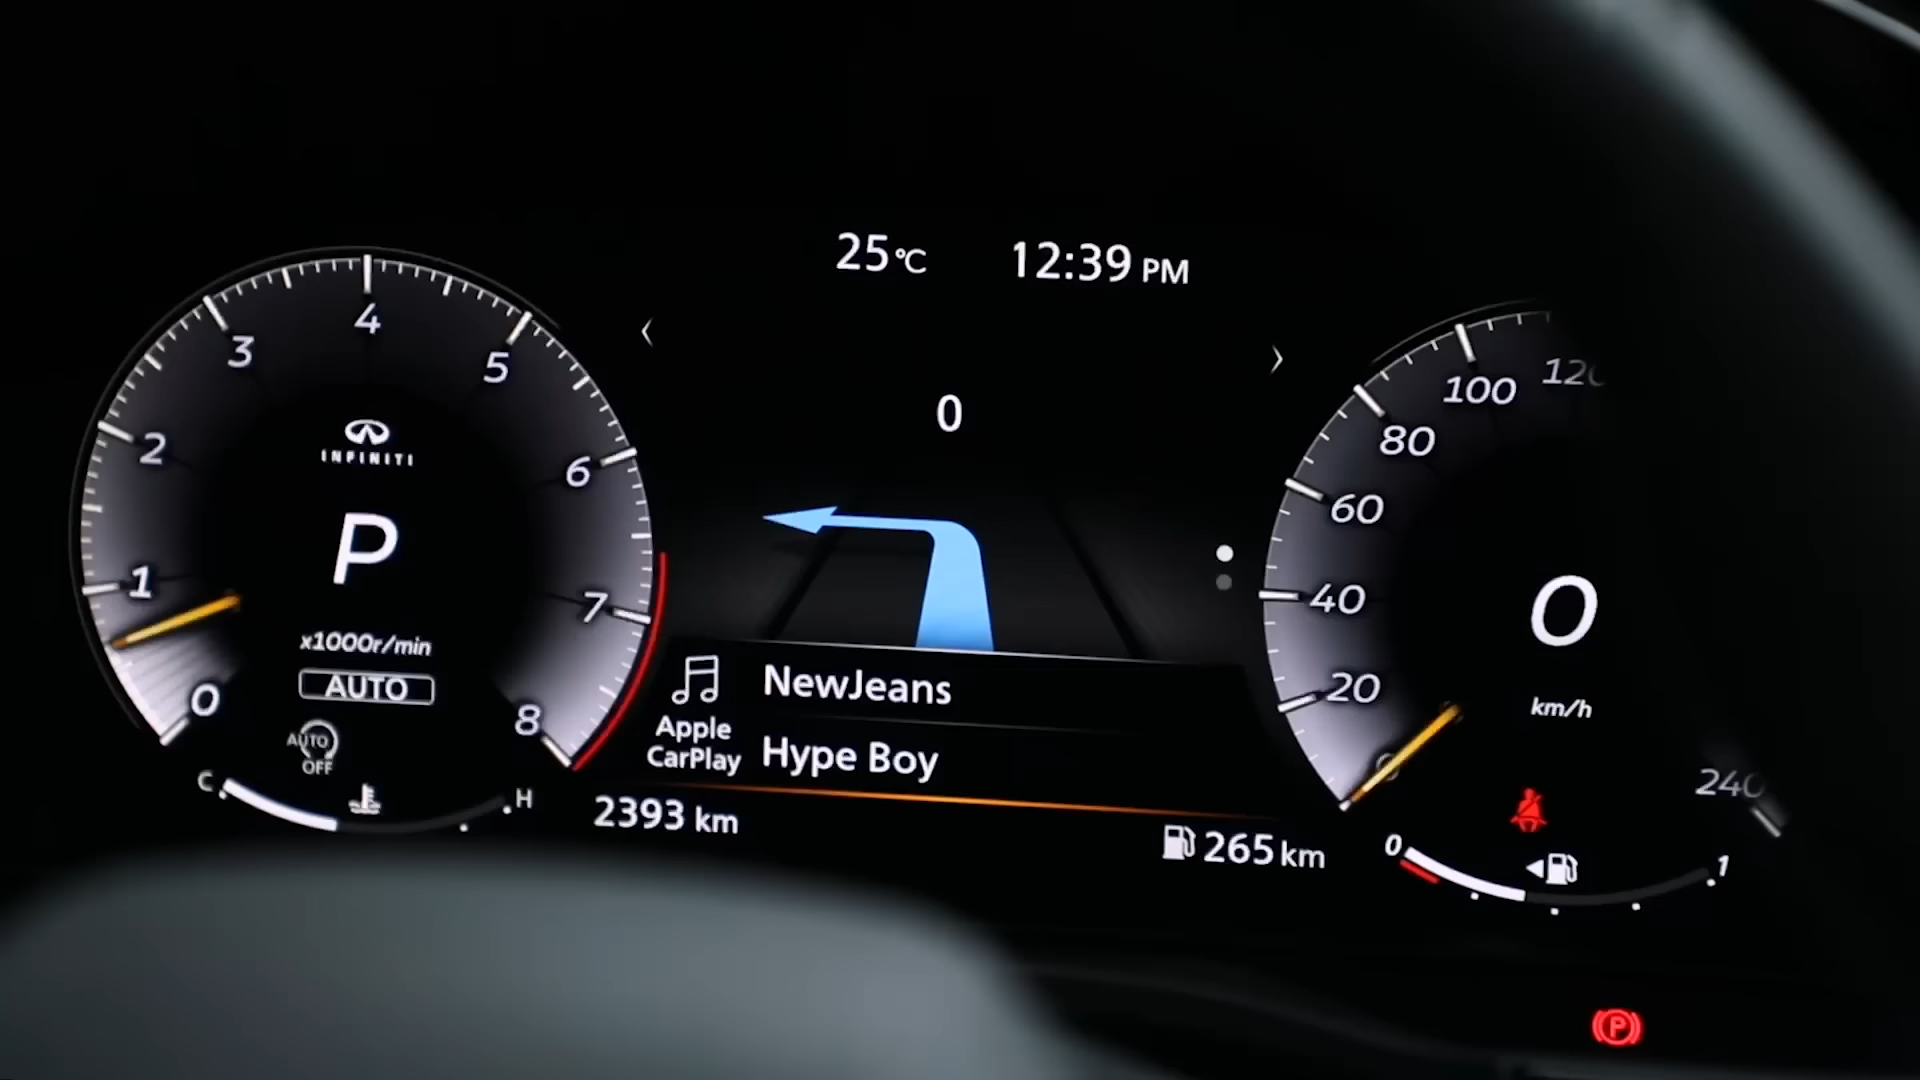 25°C 12:39 PM
0
0 1 2 3 4 5 6 7 8
INFINITI
P
x1000r/min
AUTO
AUTO
OFF
C H
NewJeans
Apple
CarPlay
Hype Boy
2393 km
265 km
0 20 40 60 80 100
240
0
km/h
0 1
P